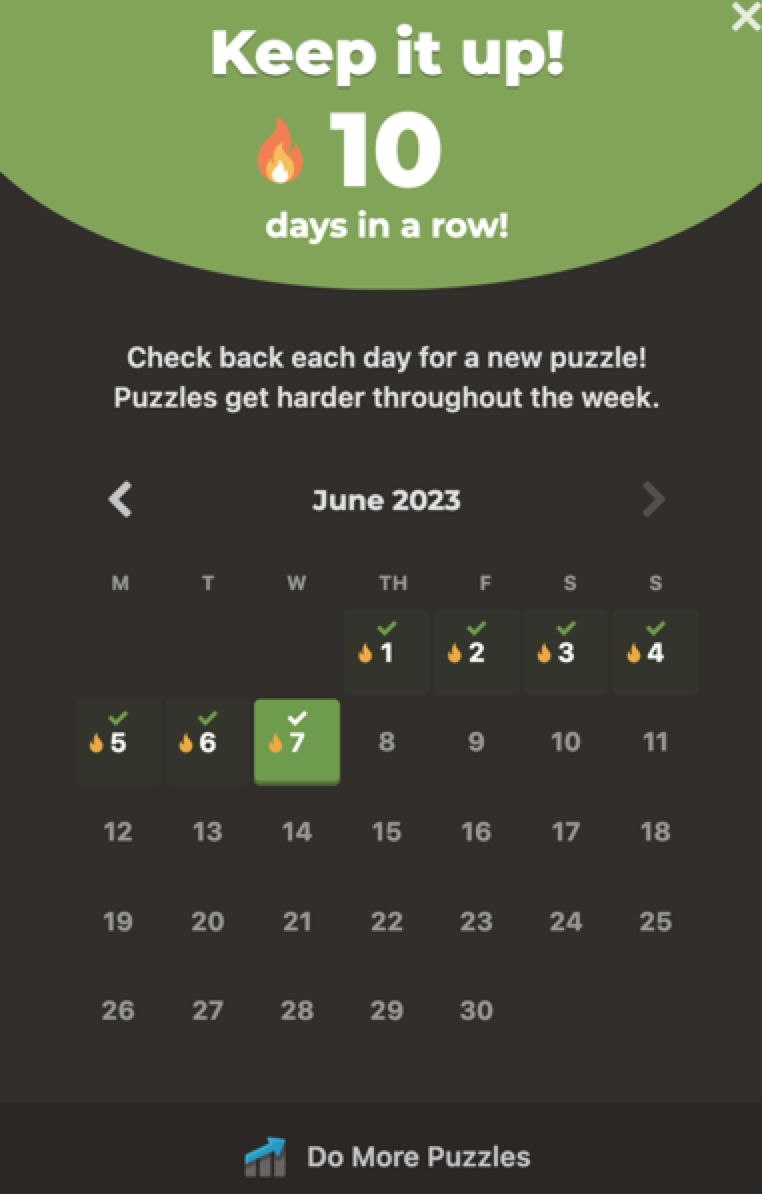 Keep it up!
10
days in a row!
Check back each day for a new puzzle!
Puzzles get harder throughout the week.
June 2023
M T W TH F S S
1 2 3 4
5 6 7 8 9 10 11
12 13 14 15 16 17 18
19 20 21 22 23 24 25
26 27 28 29 30
Do More Puzzles